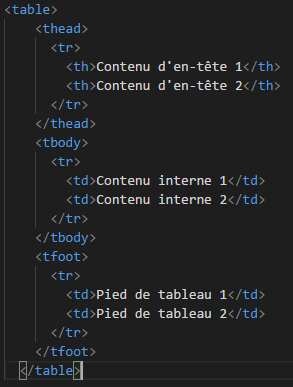 <table>
<thead>
<tr>
<th>Contenu d'en-tête 1</th>
<th>Contenu d'en-tête 2</th>
</tr>
</thead>
<tbody>
<tr>
<td>Contenu interne 1</td>
<td>Contenu interne 2</td>
</tr>
</tbody>
<tfoot>
<tr>
<td>Pied de tableau 1</td>
<td>Pied de tableau 2</td>
</tr>
</tfoot>
</table>